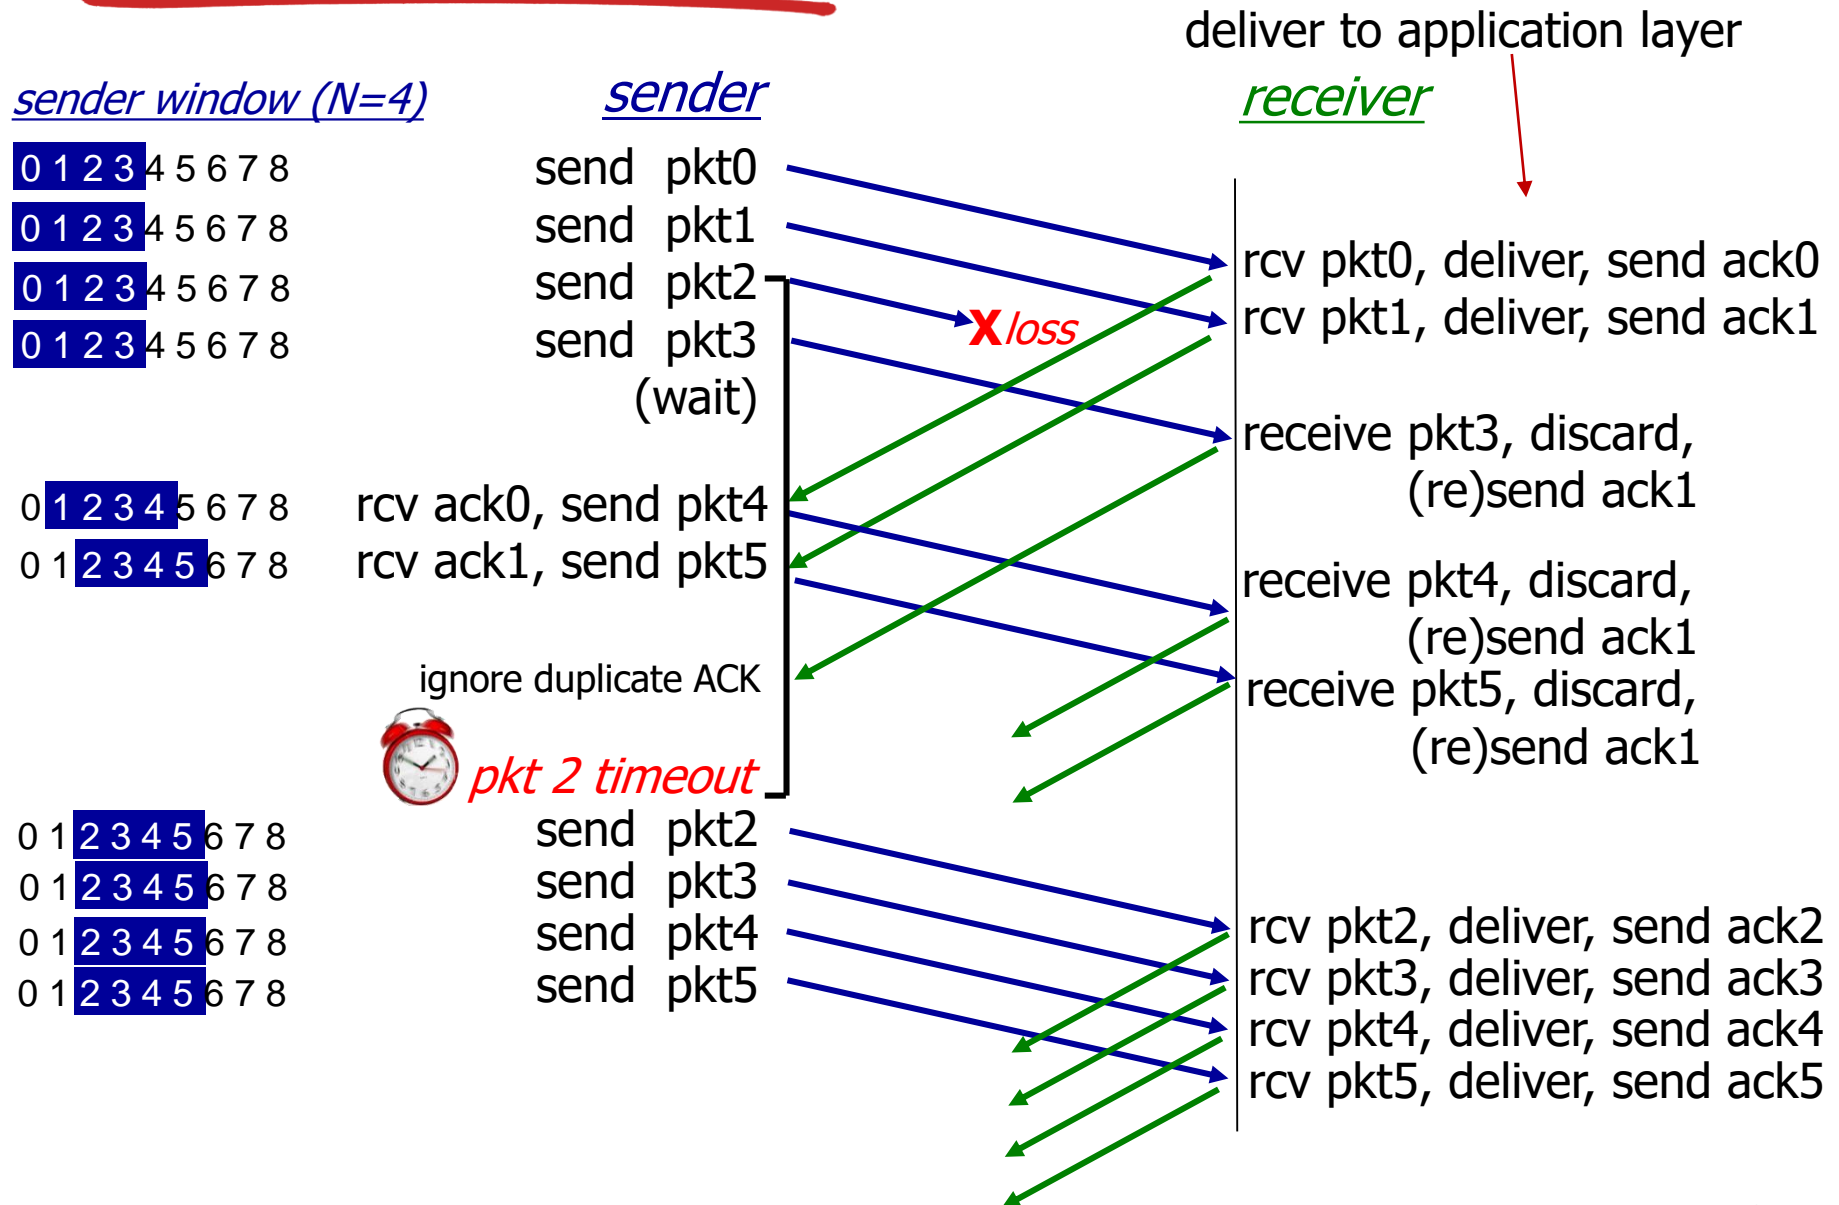 deliver to application layer
sender window (N=4) sender receiver
0 1 2 3 4 5 6 7 8 send pkt0
0 1 2 3 4 5 6 7 8 send pkt1
rcv pkt0, deliver, send ack0
0 1 2 3 4 5 6 7 8 send pkt2
rcv pkt1, deliver, send ack1
X loss
0 1 2 3 4 5 6 7 8 send pkt3
(wait)
receive pkt3, discard,
(re)send ack1
0 1 2 3 4 5 6 7 8 rcv ack0, send pkt4
0 1 2 3 4 5 6 7 8 rcv ack1, send pkt5
receive pkt4, discard,
(re)send ack1
ignore duplicate ACK
receive pkt5, discard,
(re)send ack1
pkt 2 timeout
0 1 2 3 4 5 6 7 8 send pkt2
0 1 2 3 4 5 6 7 8 send pkt3
0 1 2 3 4 5 6 7 8 send pkt4
0 1 2 3 4 5 6 7 8 send pkt5
rcv pkt2, deliver, send ack2
rcv pkt3, deliver, send ack3
rcv pkt4, deliver, send ack4
rcv pkt5, deliver, send ack5